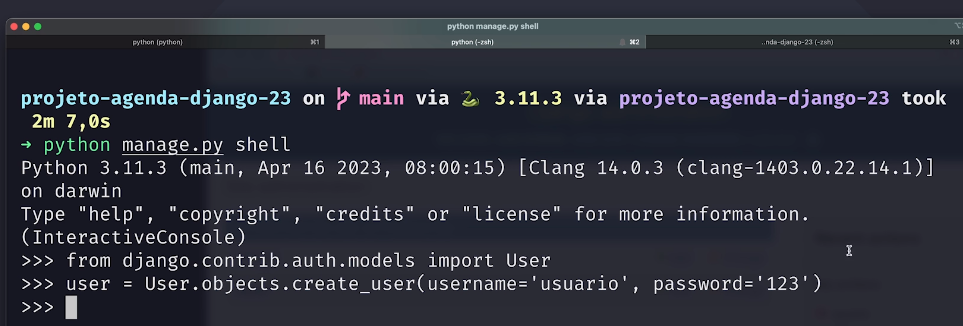 python manage.py shell
python (python) ⌘1 python (-zsh) ⌘2 ..nda-django-23 (-zsh) ⌘3
projeto-agenda-django-23 on main via 🐍 3.11.3 via projeto-agenda-django-23 took
2m 7,0s
→ python manage.py shell
Python 3.11.3 (main, Apr 16 2023, 08:00:15) [Clang 14.0.3 (clang-1403.0.22.14.1)]
on darwin
Type "help", "copyright", "credits" or "license" for more information.
(InteractiveConsole)
>>> from django.contrib.auth.models import User
>>> user = User.objects.create_user(username='usuario', password='123')
>>>